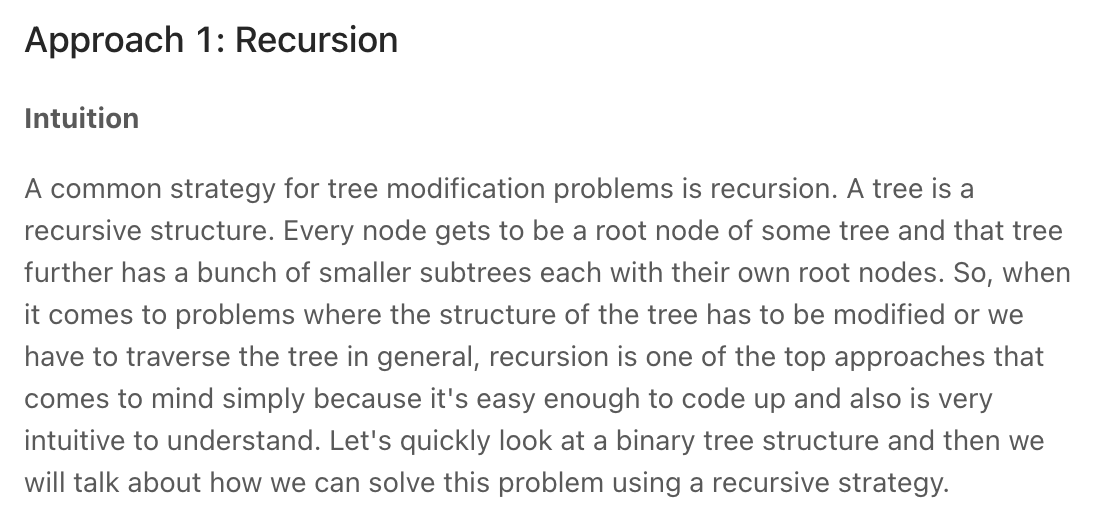 Approach 1: Recursion
Intuition
A common strategy for tree modification problems is recursion. A tree is a
recursive structure. Every node gets to be a root node of some tree and that tree
further has a bunch of smaller subtrees each with their own root nodes. So, when
it comes to problems where the structure of the tree has to be modified or we
have to traverse the tree in general, recursion is one of the top approaches that
comes to mind simply because it's easy enough to code up and also is very
intuitive to understand. Let's quickly look at a binary tree structure and then we
will talk about how we can solve this problem using a recursive strategy.